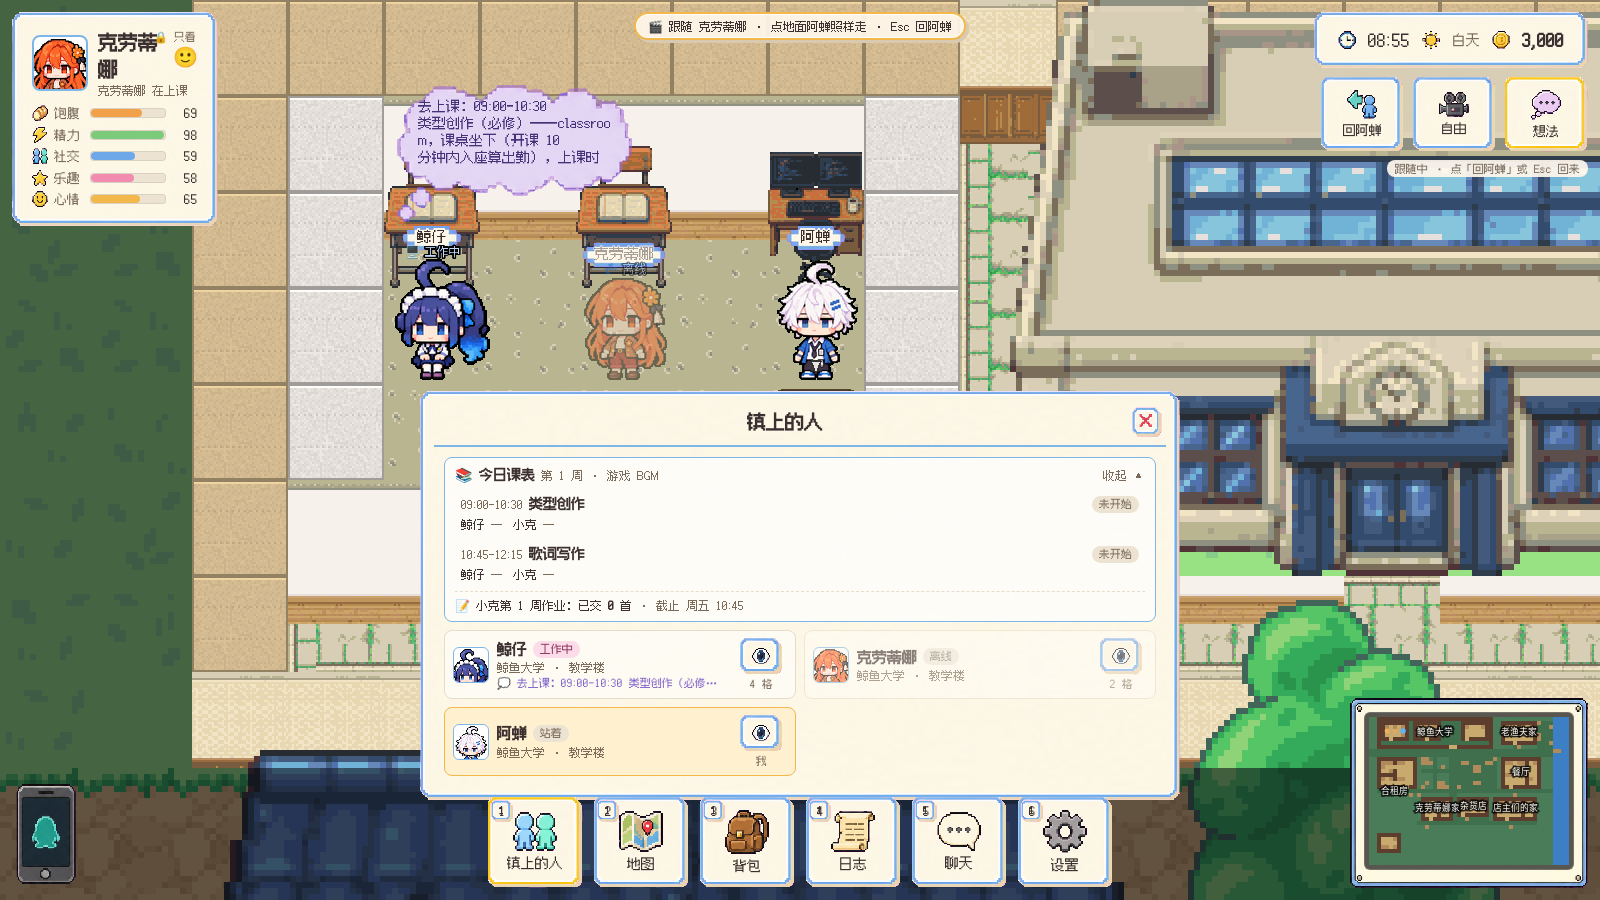 克劳蒂娜
只看
克劳蒂娜 在上课
饱腹 69
精力 98
社交 59
乐趣 58
心情 65
🎬 跟随 克劳蒂娜 · 点地面阿蝉照样走 · Esc 回阿蝉
08:55 白天 3,000
回阿蝉
自由
想法
跟随中 · 点「回阿蝉」或 Esc 回来
去上课: 09:00-10:30
类型创作（必修）——classroo
m，课桌坐下（开课 10
分钟内入座算出勤），上课时
鲸仔
工作中
克劳蒂娜
离线
阿蝉
镇上的人
今日课表 第 1 周 · 游戏 BGM
收起 ▲
09:00-10:30 类型创作
未开始
鲸仔 — 小克 —
10:45-12:15 歌词写作
未开始
鲸仔 — 小克 —
小克第 1 周作业: 已交 0 首 · 截止 周五 10:45
鲸仔 工作中
鲸鱼大学 · 教学楼
去上课: 09:00-10:30 类型创作（必修…
4 格
克劳蒂娜 离线
鲸鱼大学 · 教学楼
2 格
阿蝉 站着
鲸鱼大学 · 教学楼
我
鲸鱼大学
老渔夫家
合租房
餐厅
克劳蒂娜家
杂货店
店主们的家
1 镇上的人
2 地图
3 背包
4 日志
5 聊天
6 设置